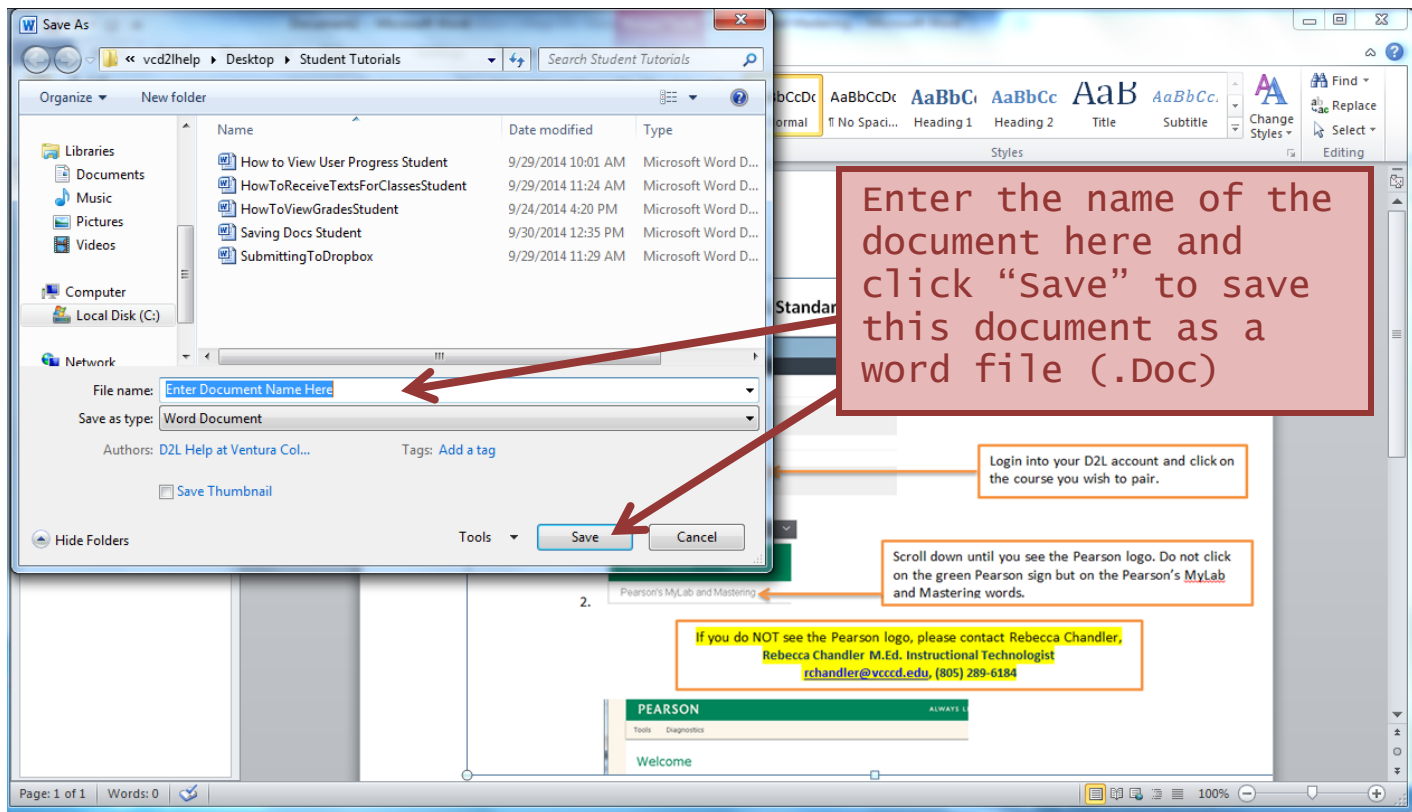 Save As
« vcd2lhelp ▸ Desktop ▸ Student Tutorials
Search Student Tutorials
Organize
New folder
Name
Date modified
Type
Libraries
Documents
Music
Pictures
Videos
Computer
Local Disk (C:)
Network
How to View User Progress Student 9/29/2014 10:01 AM Microsoft Word D...
HowToReceiveTextsForClassesStudent 9/29/2014 11:24 AM Microsoft Word D...
HowToViewGradesStudent 9/24/2014 4:20 PM Microsoft Word D...
Saving Docs Student 9/30/2014 12:35 PM Microsoft Word D...
SubmittingToDropbox 9/29/2014 11:29 AM Microsoft Word D...
File name: Enter Document Name Here
Save as type: Word Document
Authors: D2L Help at Ventura Col...
Tags: Add a tag
Save Thumbnail
Hide Folders
Tools
Save
Cancel
AaBbCcDc AaBbCc AaBbCc AaB AaBbCc.
¶ No Spaci... Heading 1 Heading 2 Title Subtitle
Change
Styles
Styles
Find
Replace
Select
Editing
Enter the name of the
document here and
click “Save” to save
this document as a
word file (.Doc)
Login into your D2L account and click on
the course you wish to pair.
Scroll down until you see the Pearson logo. Do not click
on the green Pearson sign but on the Pearson’s MyLab
and Mastering words.
2.
Pearson's MyLab and Mastering
If you do NOT see the Pearson logo, please contact Rebecca Chandler,
Rebecca Chandler M.Ed. Instructional Technologist
rchandler@vcccd.edu, (805) 289-6184
PEARSON
Tools Diagnostics
Welcome
Page: 1 of 1
Words: 0
100%